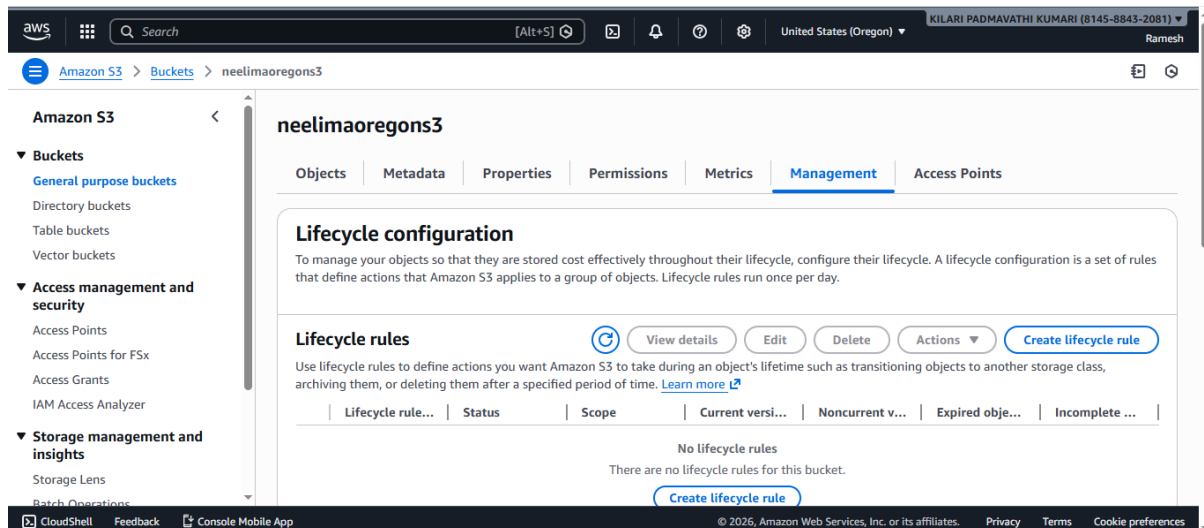 aws
Search
[Alt+S]
United States (Oregon) ▼
KILARI PADMAVATHI KUMARI (8145-8843-2081) ▼
Ramesh
Amazon S3 > Buckets > neelimaoregons3
Amazon S3
Buckets
General purpose buckets
Directory buckets
Table buckets
Vector buckets
Access management and
security
Access Points
Access Points for FSx
Access Grants
IAM Access Analyzer
Storage management and
insights
Storage Lens
Batch Operations
neelimaoregons3
Objects Metadata Properties Permissions Metrics Management Access Points
Lifecycle configuration
To manage your objects so that they are stored cost effectively throughout their lifecycle, configure their lifecycle. A lifecycle configuration is a set of rules
that define actions that Amazon S3 applies to a group of objects. Lifecycle rules run once per day.
Lifecycle rules
View details Edit Delete Actions ▼ Create lifecycle rule
Use lifecycle rules to define actions you want Amazon S3 to take during an object's lifetime such as transitioning objects to another storage class,
archiving them, or deleting them after a specified period of time. Learn more
Lifecycle rule... Status Scope Current versi... Noncurrent v... Expired obje... Incomplete ...
No lifecycle rules
There are no lifecycle rules for this bucket.
Create lifecycle rule
CloudShell Feedback Console Mobile App © 2026, Amazon Web Services, Inc. or its affiliates. Privacy Terms Cookie preferences